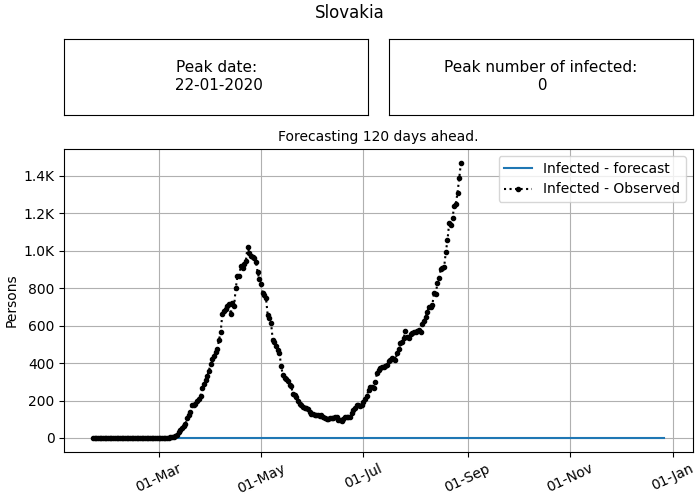 Slovakia
Peak date:
22-01-2020
Peak number of infected:
0
Forecasting 120 days ahead.
Infected - forecast
Infected - Observed
1.4K
1.2K
1.0K
800
600
400
200
0
Persons
01-Mar
01-May
01-Jul
01-Sep
01-Nov
01-Jan